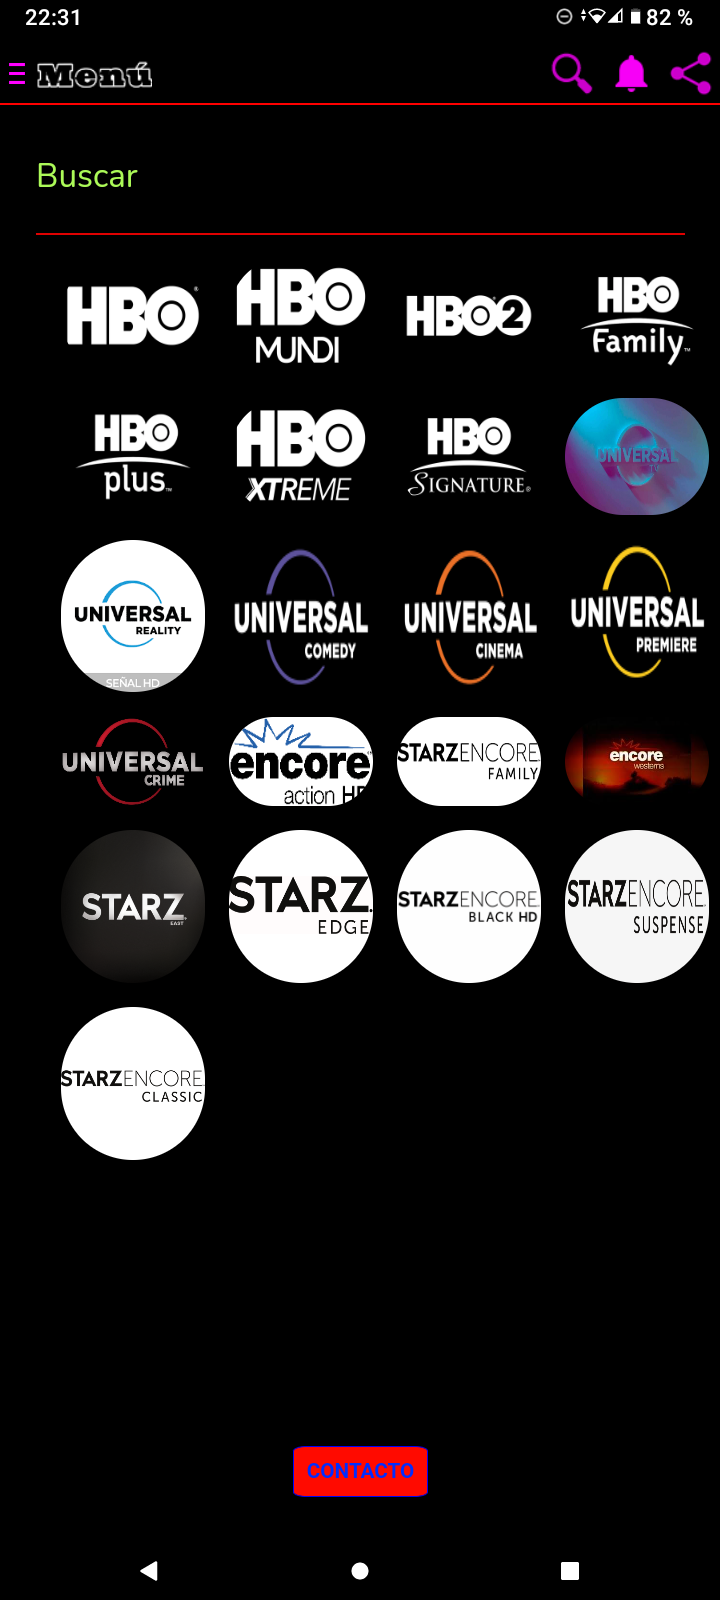 22:31
82 %
Menú
Buscar
HBO
HBO
MUNDI
HBO2
HBO
Family™
HBO
plus™
HBO
XTREME
HBO
SIGNATURE®
UNIVERSAL
TV
UNIVERSAL
REALITY
SEÑAL HD
UNIVERSAL
COMEDY
UNIVERSAL
CINEMA
UNIVERSAL
PREMIERE
UNIVERSAL
CRIME
encore
action HD
STARZENCORE
FAMILY
encore
westerns
STARZ
EAST
STARZ
EDGE
STARZENCORE
BLACK HD
STARZENCORE
SUSPENSE
STARZENCORE
CLASSIC
CONTACTO